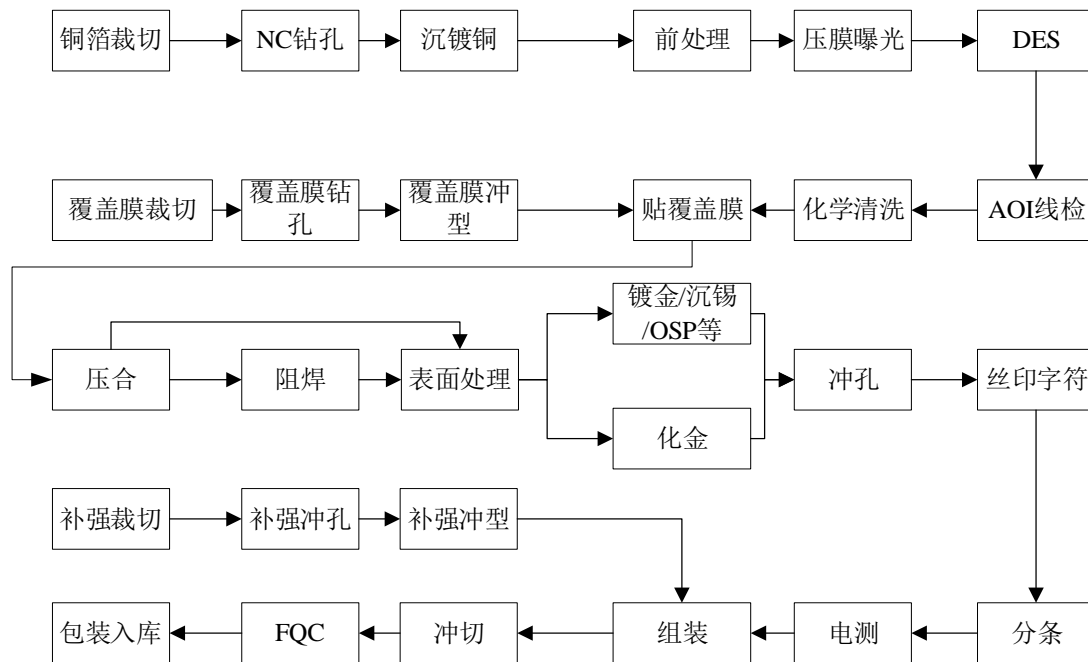 铜箔裁切
NC钻孔
沉镀铜
前处理
压膜曝光
DES
覆盖膜裁切
覆盖膜钻
孔
覆盖膜冲
型
贴覆盖膜
化学清洗
AOI线检
压合
阻焊
表面处理
镀金/沉锡
/OSP等
化金
冲孔
丝印字符
补强裁切
补强冲孔
补强冲型
包装入库
FQC
冲切
组装
电测
分条